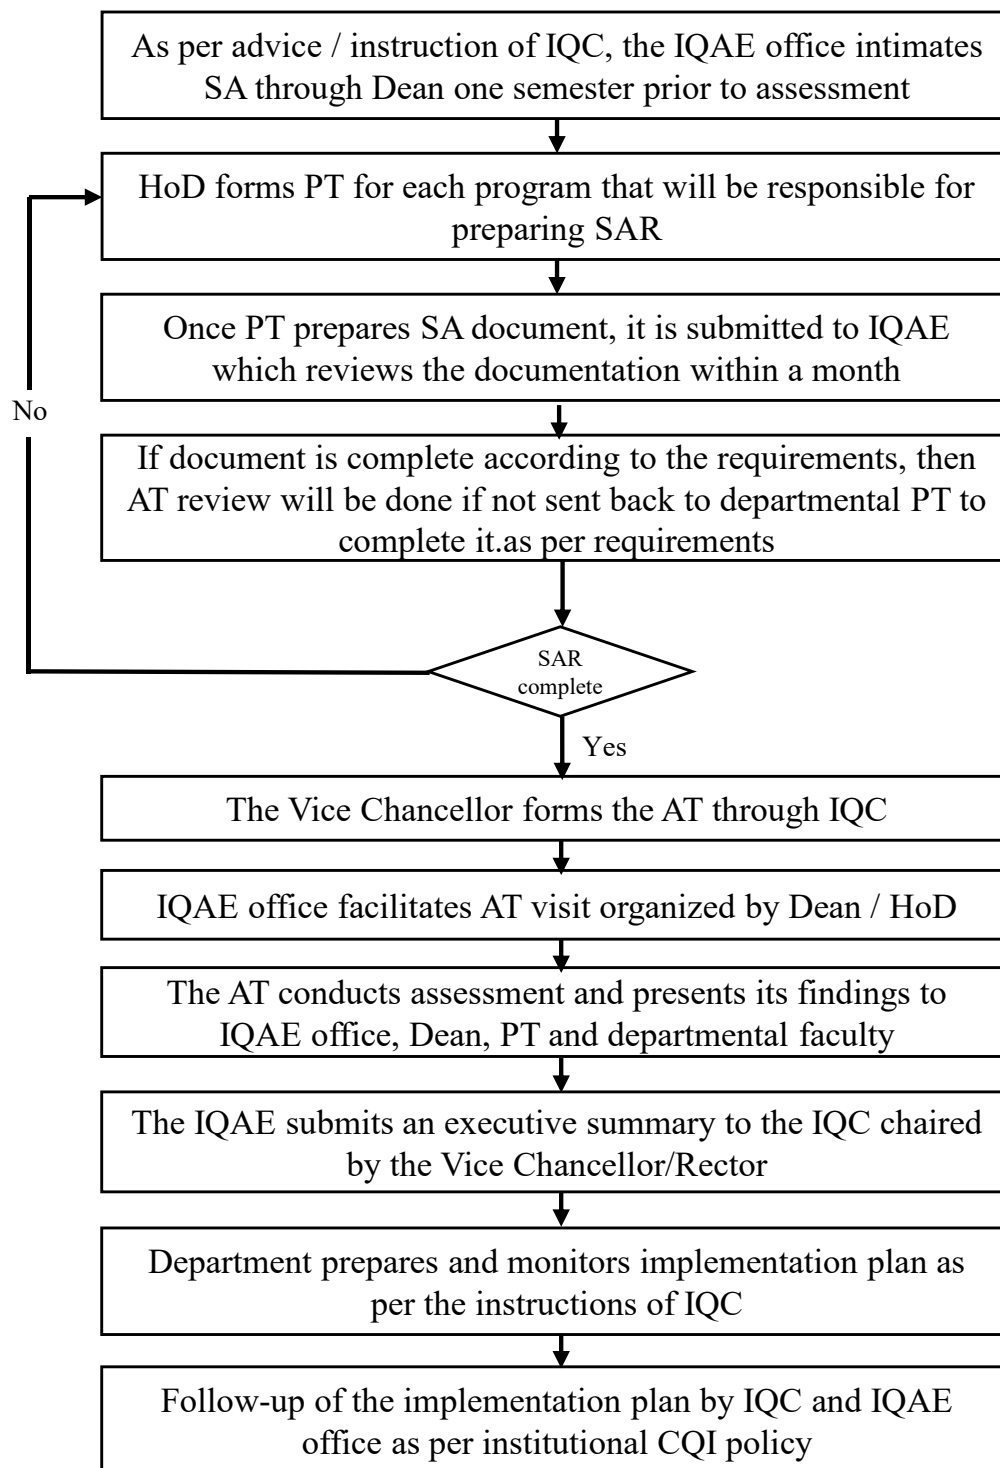 As per advice / instruction of IQC, the IQAE office intimates
SA through Dean one semester prior to assessment
HoD forms PT for each program that will be responsible for
preparing SAR
Once PT prepares SA document, it is submitted to IQAE
which reviews the documentation within a month
No
If document is complete according to the requirements, then
AT review will be done if not sent back to departmental PT to
complete it.as per requirements
SAR
complete
Yes
The Vice Chancellor forms the AT through IQC
IQAE office facilitates AT visit organized by Dean / HoD
The AT conducts assessment and presents its findings to
IQAE office, Dean, PT and departmental faculty
The IQAE submits an executive summary to the IQC chaired
by the Vice Chancellor/Rector
Department prepares and monitors implementation plan as
per the instructions of IQC
Follow-up of the implementation plan by IQC and IQAE
office as per institutional CQI policy